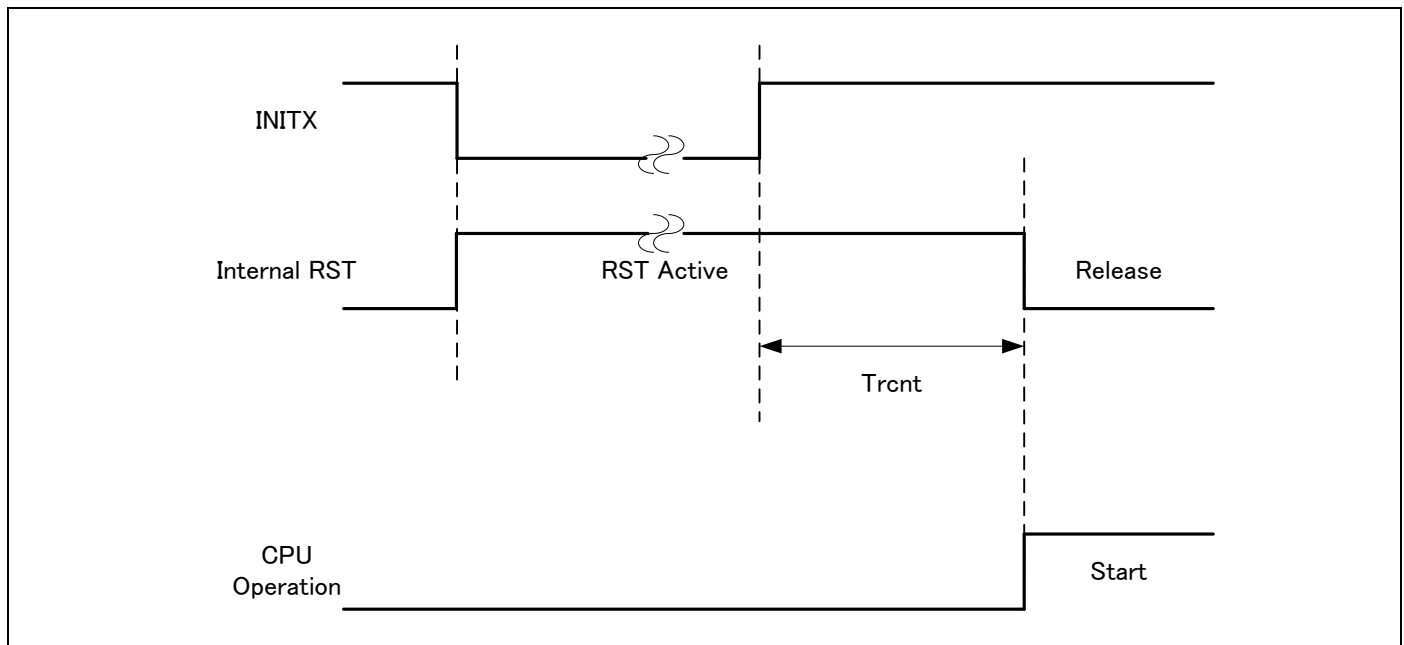 INITX
Internal RST
RST Active
Release
Trcnt
CPU
Operation
Start